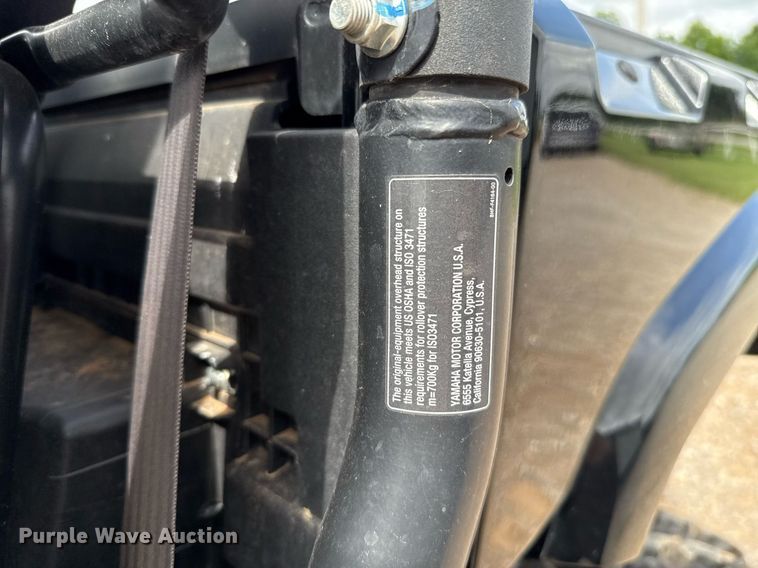 The original-equipment overhead structure on
this vehicle meets US OSHA and ISO 3471
requirements for rollover protection structures
m=700Kg for ISO3471
YAMAHA MOTOR CORPORATION U.S.A.
6555 Katella Avenue, Cypress,
California 90630-5101, U.S.A.
Purple Wave Auction